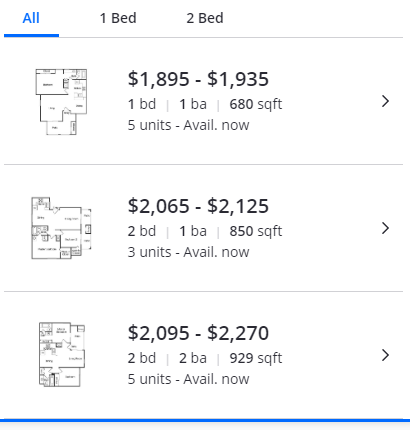 All 1 Bed 2 Bed
$1,895 - $1,935
1 bd | 1 ba | 680 sqft
5 units - Avail. now
$2,065 - $2,125
2 bd | 1 ba | 850 sqft
3 units - Avail. now
$2,095 - $2,270
2 bd | 2 ba | 929 sqft
5 units - Avail. now